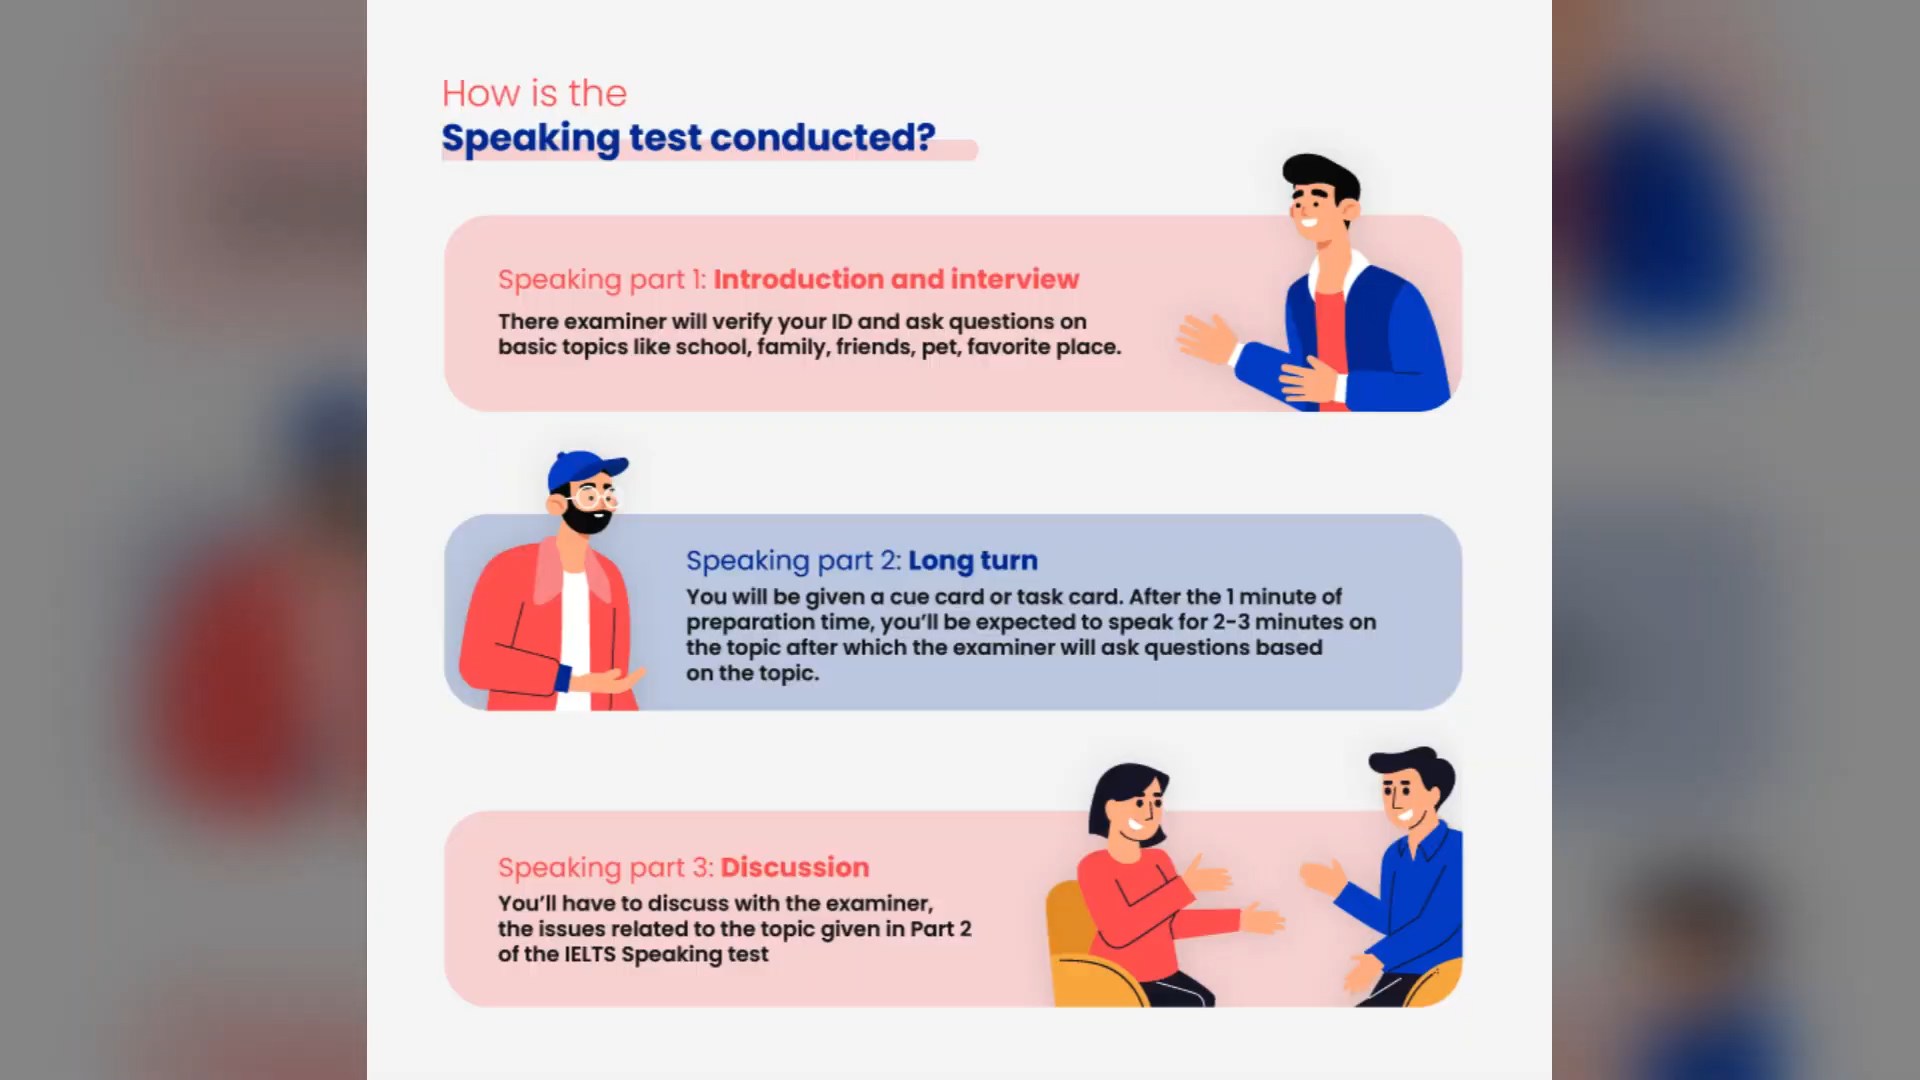 How is the
Speaking test conducted?
Speaking part 1: Introduction and interview
There examiner will verify your ID and ask questions on
basic topics like school, family, friends, pet, favorite place.
Speaking part 2: Long turn
You will be given a cue card or task card. After the 1 minute of
preparation time, you’ll be expected to speak for 2-3 minutes on
the topic after which the examiner will ask questions based
on the topic.
Speaking part 3: Discussion
You’ll have to discuss with the examiner,
the issues related to the topic given in Part 2
of the IELTS Speaking test